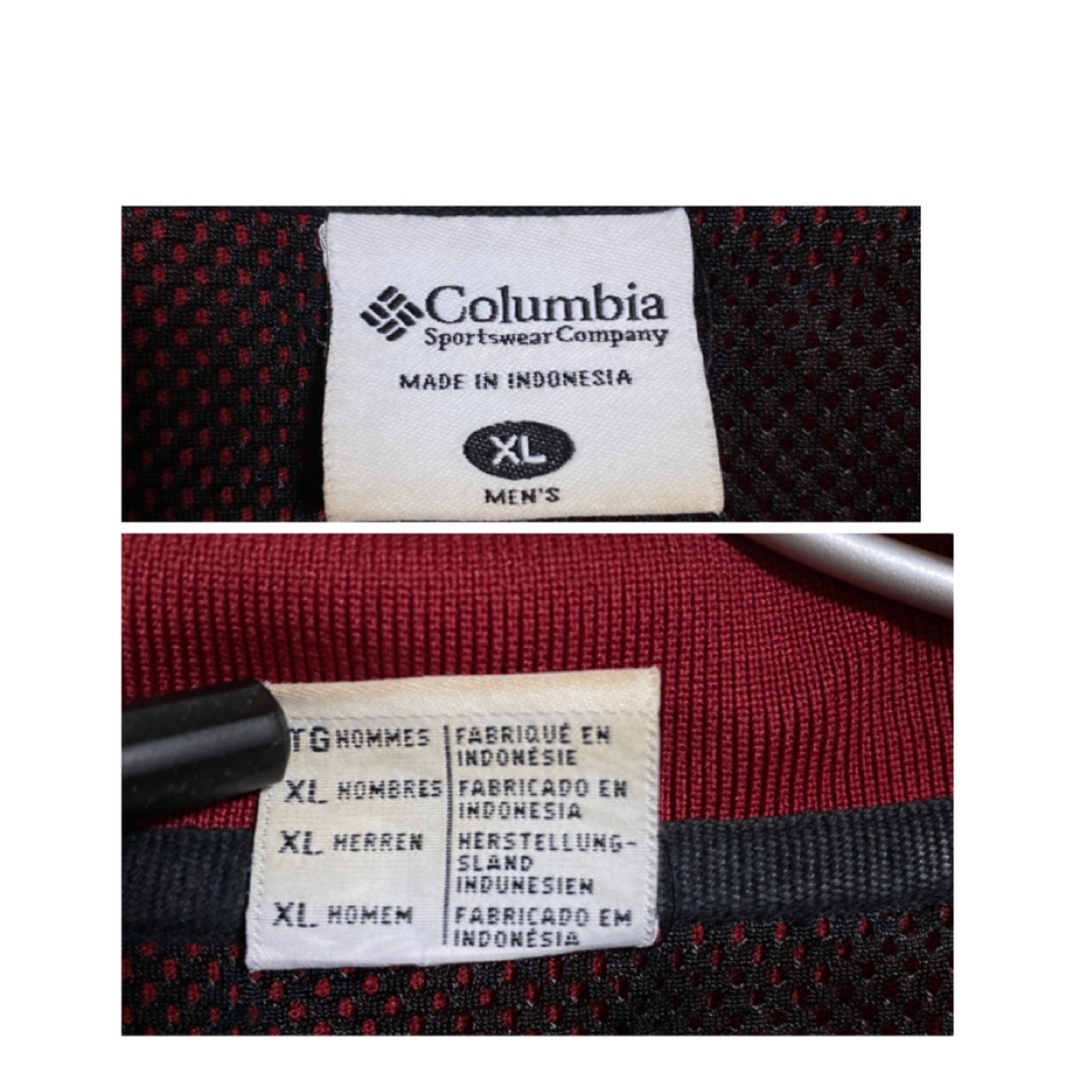 Columbia
Sportswear Company
MADE IN INDONESIA
XL
MEN'S
TG HOMMES FABRIQUÉ EN
INDONÉSIE
XL HOMBRES FABRICADO EN
INDONESIA
XL HERREN HERSTELLUNG-
SLAND
INDUNESIEN
XL HOMEM FABRICADO EM
INDONÉSIA